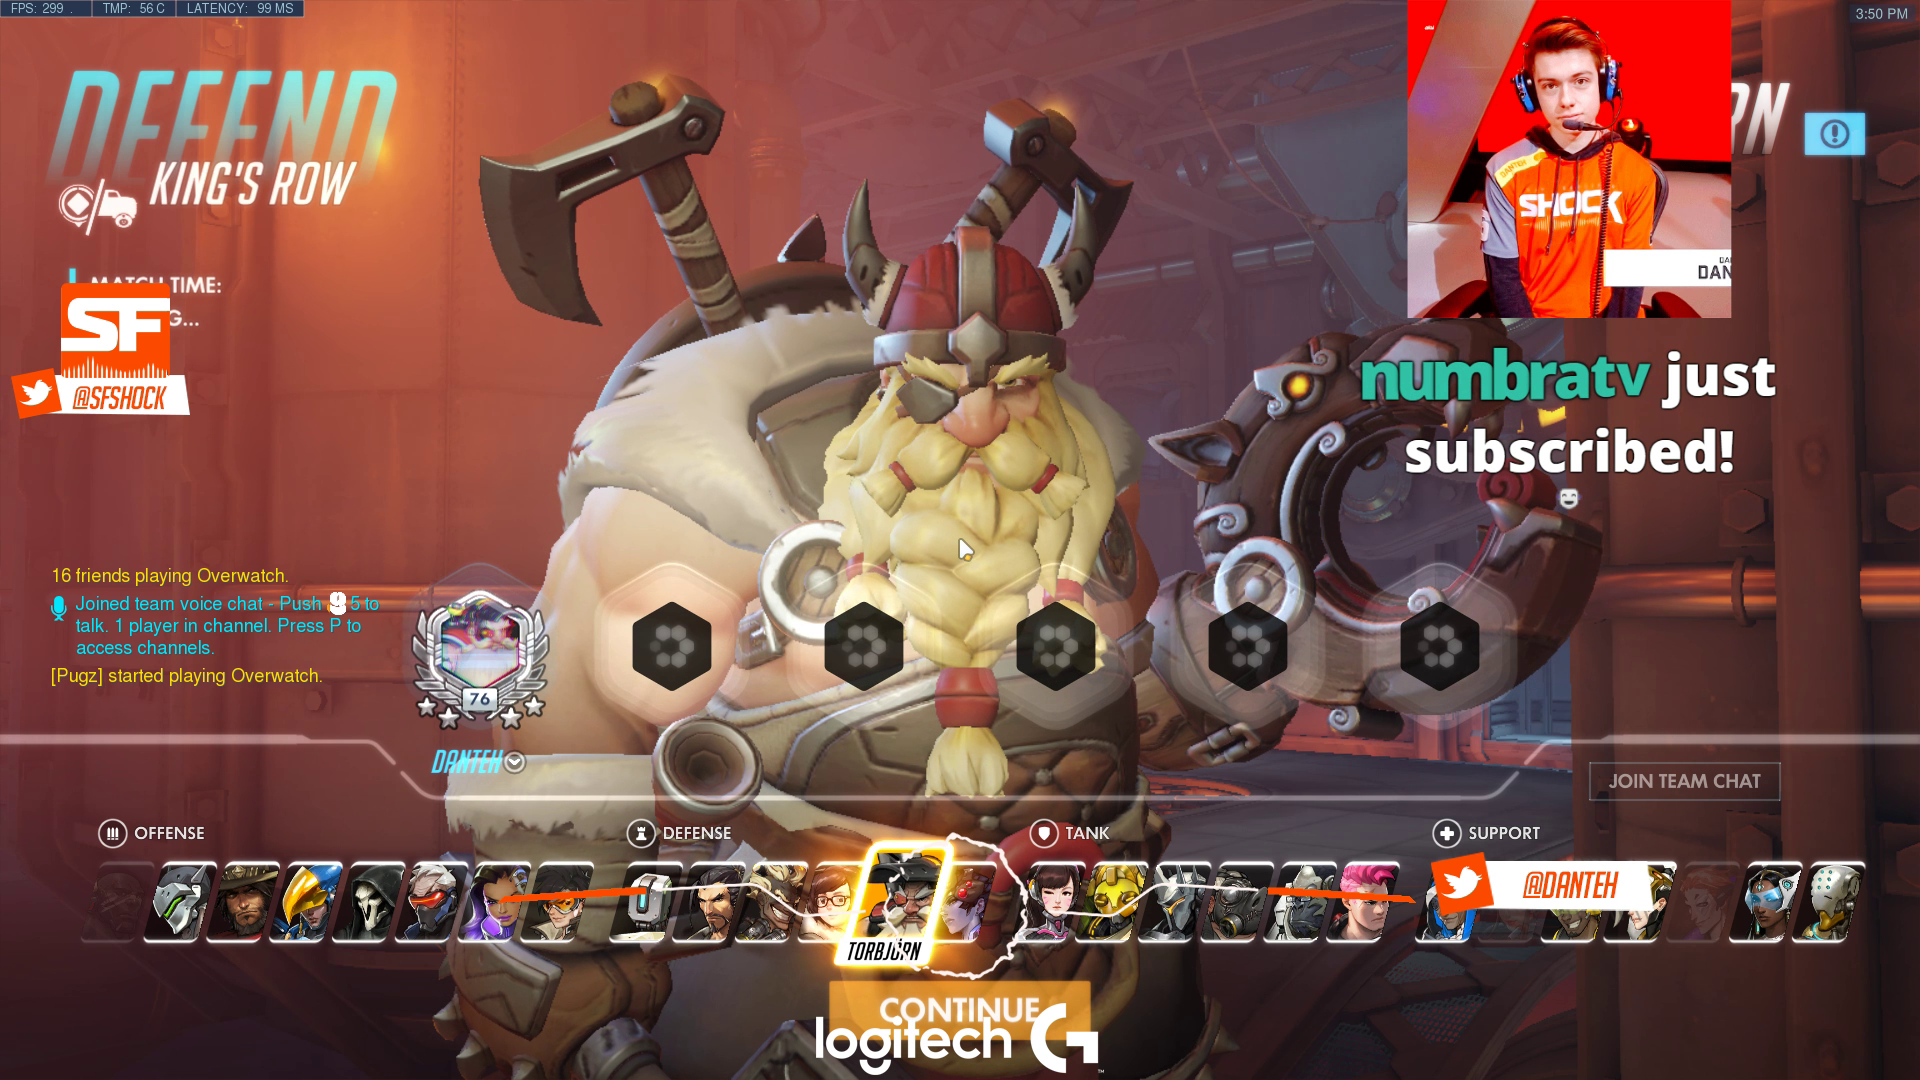 FPS: 299 .
TMP: 56 C
LATENCY: 99 MS
3:50 PM
DEFEND
KING'S ROW
MATCH TIME:
SF
@SFSHOCK
DANTEH
SHOCK
DAN
numbratv just
subscribed!
16 friends playing Overwatch.
Joined team voice chat - Push 5 to
talk. 1 player in channel. Press P to
access channels.
[Pugz] started playing Overwatch.
76
DANTEH
JOIN TEAM CHAT
OFFENSE
DEFENSE
TANK
SUPPORT
@DANTEH
TORBJÖRN
CONTINUE
logitech G